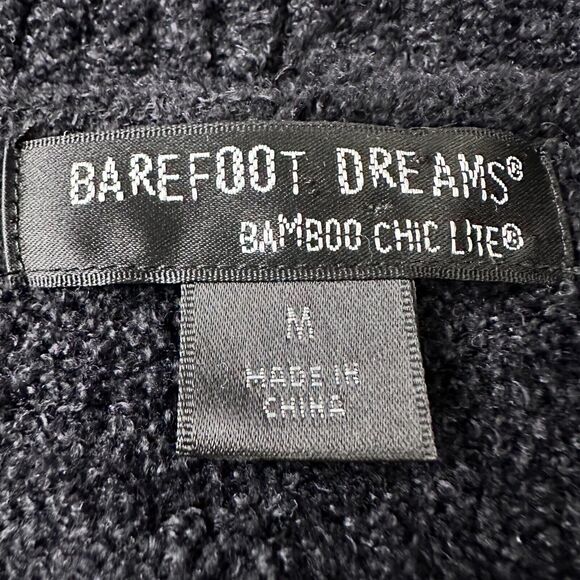 BAREFOOT DREAMS®
BAMBOO CHIC LITE®
M
MADE IN
CHINA